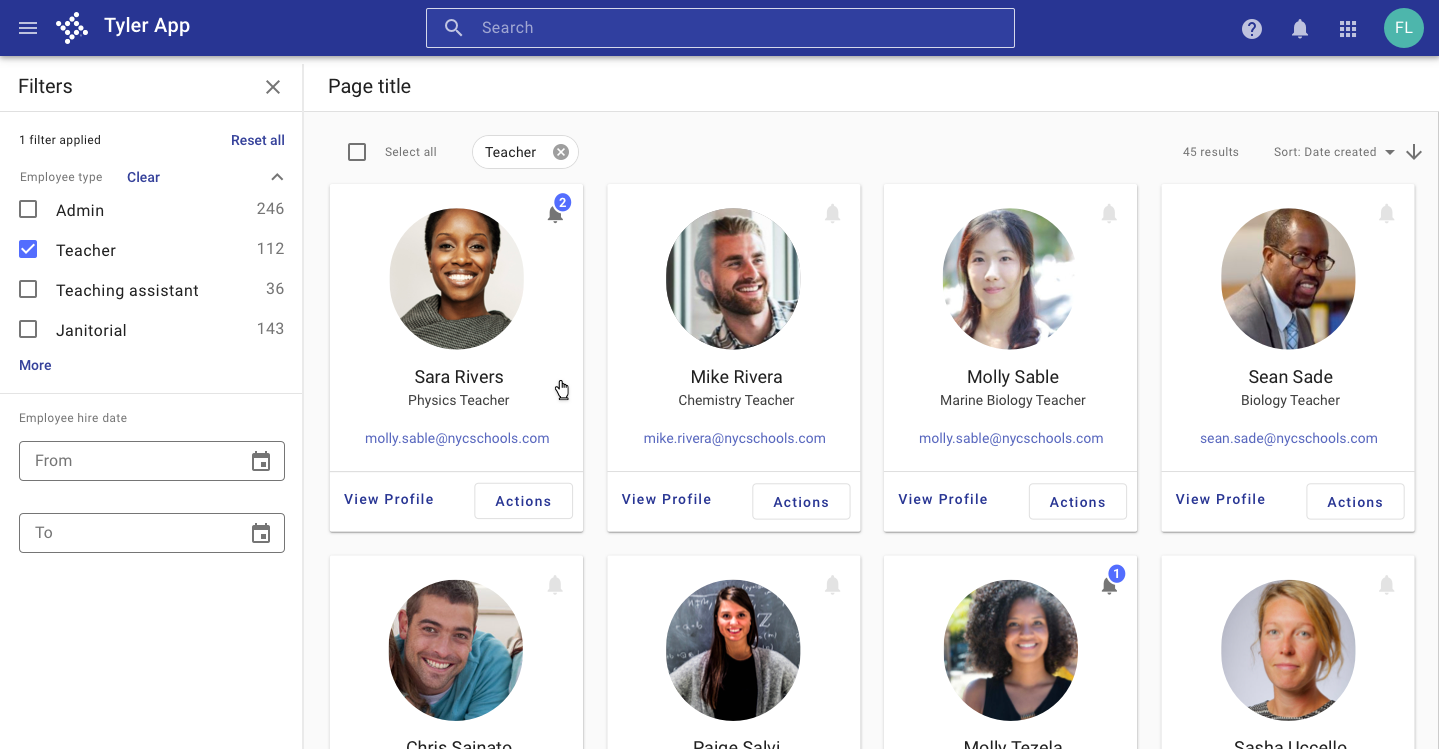 Tyler App
Search
FL
Filters
Page title
1 filter applied
Reset all
Employee type
Clear
Admin
246
Teacher
112
Teaching assistant
36
Janitorial
143
More
Employee hire date
From
To
Select all
Teacher
45 results
Sort: Date created
2
Sara Rivers
Physics Teacher
molly.sable@nycschools.com
View Profile
Actions
Mike Rivera
Chemistry Teacher
mike.rivera@nycschools.com
View Profile
Actions
Molly Sable
Marine Biology Teacher
molly.sable@nycschools.com
View Profile
Actions
Sean Sade
Biology Teacher
sean.sade@nycschools.com
View Profile
Actions
Chris Sainato
Paige Salvi
1
Molly Tezela
Sasha Uccello